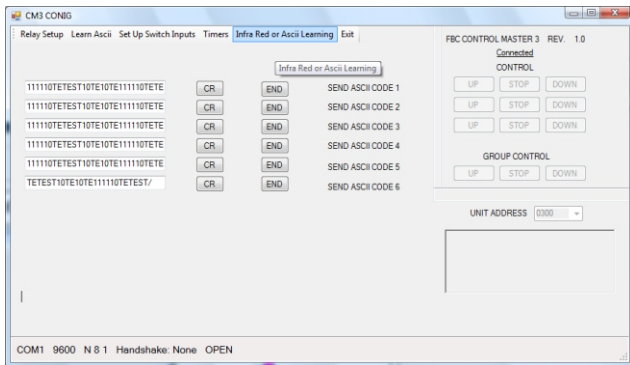 CM3 CONIG
Relay Setup Learn Ascii Set Up Switch Inputs Timers Infra Red or Ascii Learning Exit
Infra Red or Ascii Learning
111110TETEST10TE10TE111110TETE CR END SEND ASCII CODE 1
111110TETEST10TE10TE111110TETE CR END SEND ASCII CODE 2
111110TETEST10TE10TE111110TETE CR END SEND ASCII CODE 3
111110TETEST10TE10TE111110TETE CR END SEND ASCII CODE 4
111110TETEST10TE10TE111110TETE CR END SEND ASCII CODE 5
TETEST10TE10TE111110TETEST/ CR END SEND ASCII CODE 6
FBC CONTROL MASTER 3 REV. 1.0
Connected
CONTROL
UP STOP DOWN
UP STOP DOWN
UP STOP DOWN
GROUP CONTROL
UP STOP DOWN
UNIT ADDRESS 0300
COM1 9600 N 8 1 Handshake: None OPEN